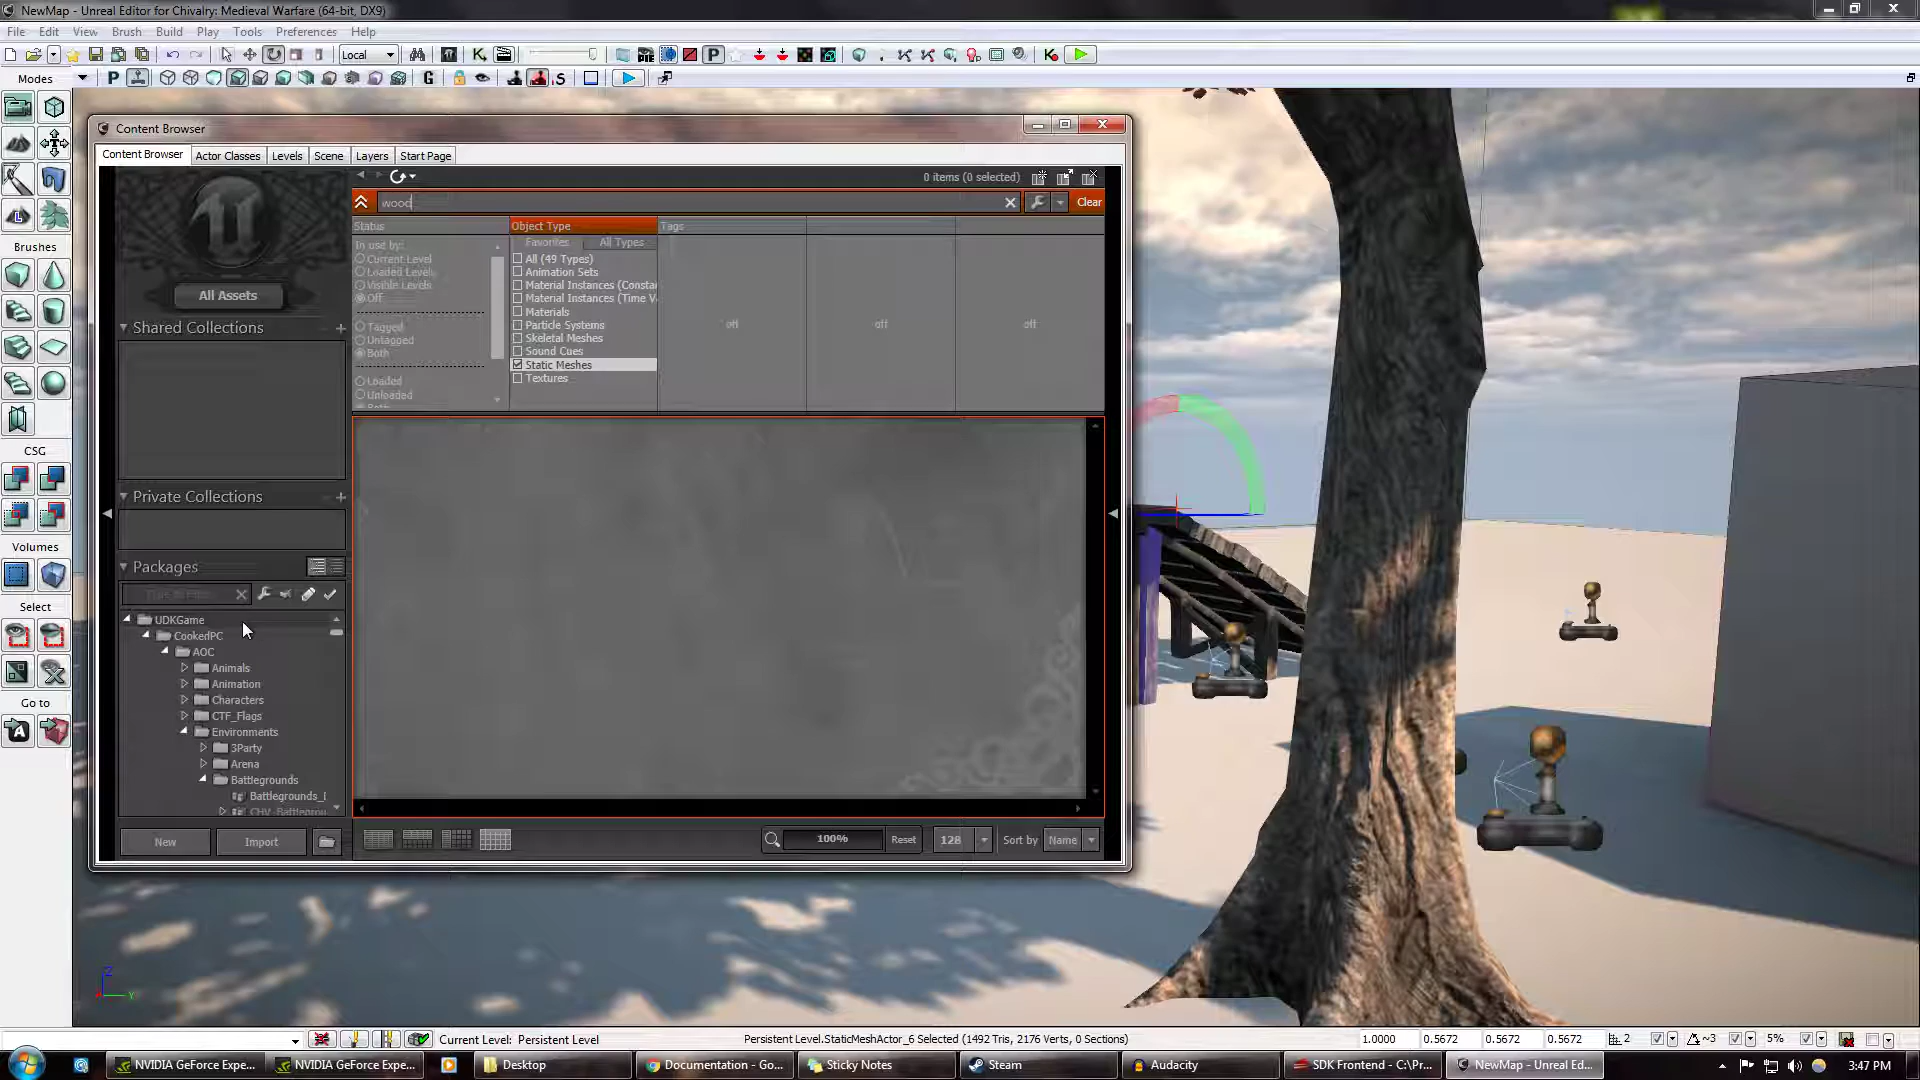 NewMap - Unreal Editor for Chivalry: Medieval Warfare (64-bit, DX9)
File Edit View Brush Build Play Tools Preferences Help
Local
Modes
Content Browser
Content Browser Actor Classes Levels Scene Layers Start Page
0 items (0 selected)
wood
Clear
Status Object Type Tags
In use by:
Current Level
Loaded Level
Visible Levels
Off
Tagged
Untagged
Both
Loaded
Unloaded
Favorites All Types
All (49 Types)
Animation Sets
Material Instances (Consta
Material Instances (Time V
Materials
Particle Systems
Skeletal Meshes
Sound Cues
Static Meshes
Textures
off off off
All Assets
Shared Collections
Private Collections
Packages
UDKGame
CookedPC
AOC
Animals
Animation
Characters
CTF_Flags
Environments
3Party
Arena
Battlegrounds
Battlegrounds_I
CHV_Battlegrou
New Import
100% Reset 128 Sort by Name
Brushes
CSG
Volumes
Select
Go to
Current Level: Persistent Level
Persistent Level.StaticMeshActor_6 Selected (1492 Tris, 2176 Verts, 0 Sections)
1.0000 0.5672 0.5672 0.5672 2 ~3 5%
NVIDIA GeForce Expe... NVIDIA GeForce Expe... Desktop Documentation - Go... Sticky Notes Steam Audacity SDK Frontend - C:\Pr... NewMap - Unreal Ed... 3:47 PM